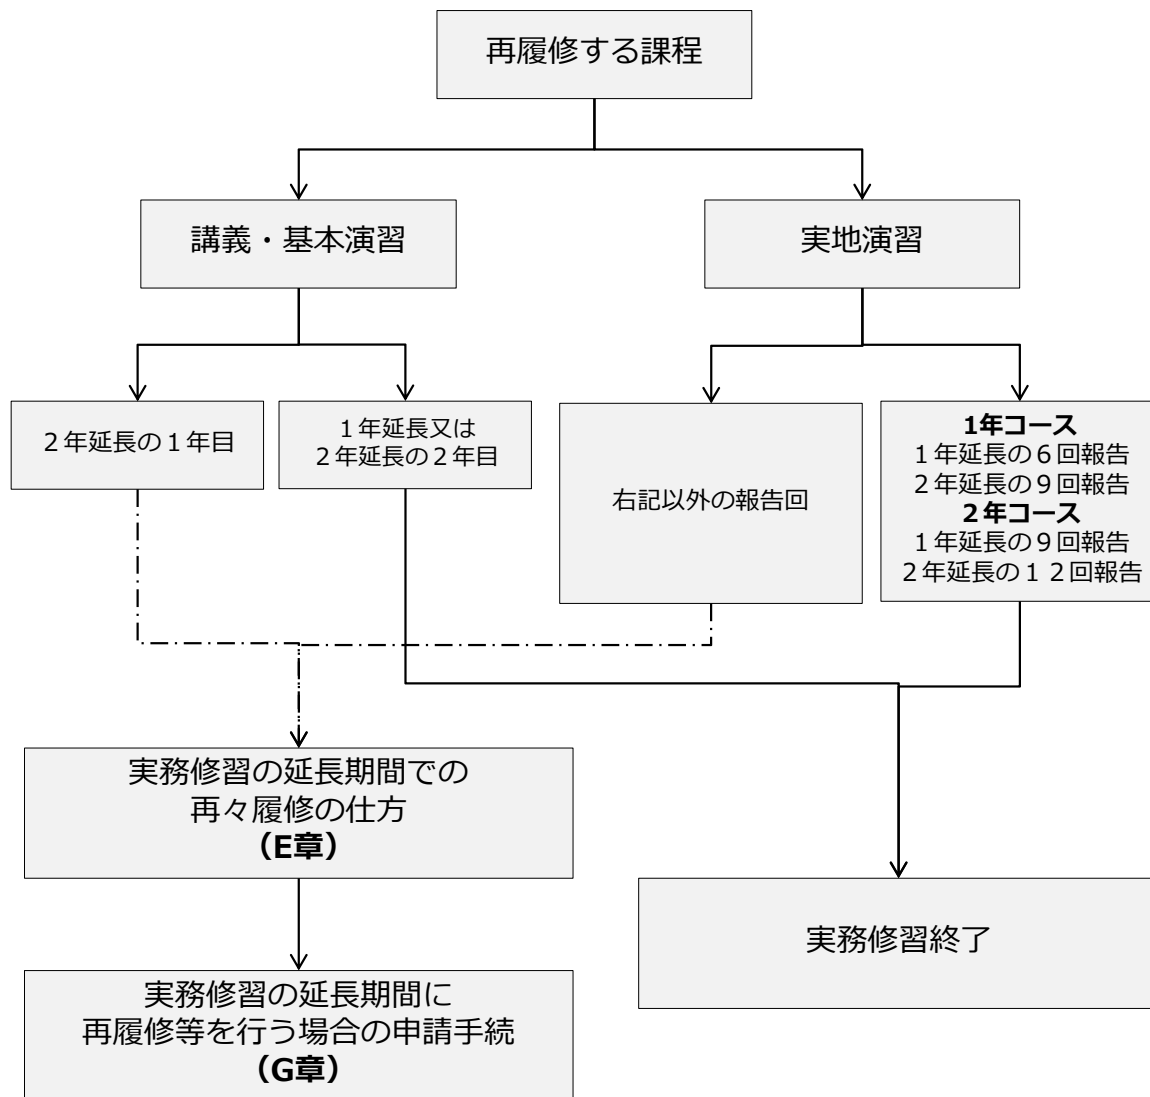 再履修する課程
講義・基本演習
実地演習
２年延長の１年目
１年延長又は
２年延長の２年目
右記以外の報告回
1年コース
１年延長の６回報告
２年延長の９回報告
２年コース
１年延長の９回報告
２年延長の１２回報告
実務修習の延長期間での
再々履修の仕方
（E章）
実務修習終了
実務修習の延長期間に
再履修等を行う場合の申請手続
（G章）